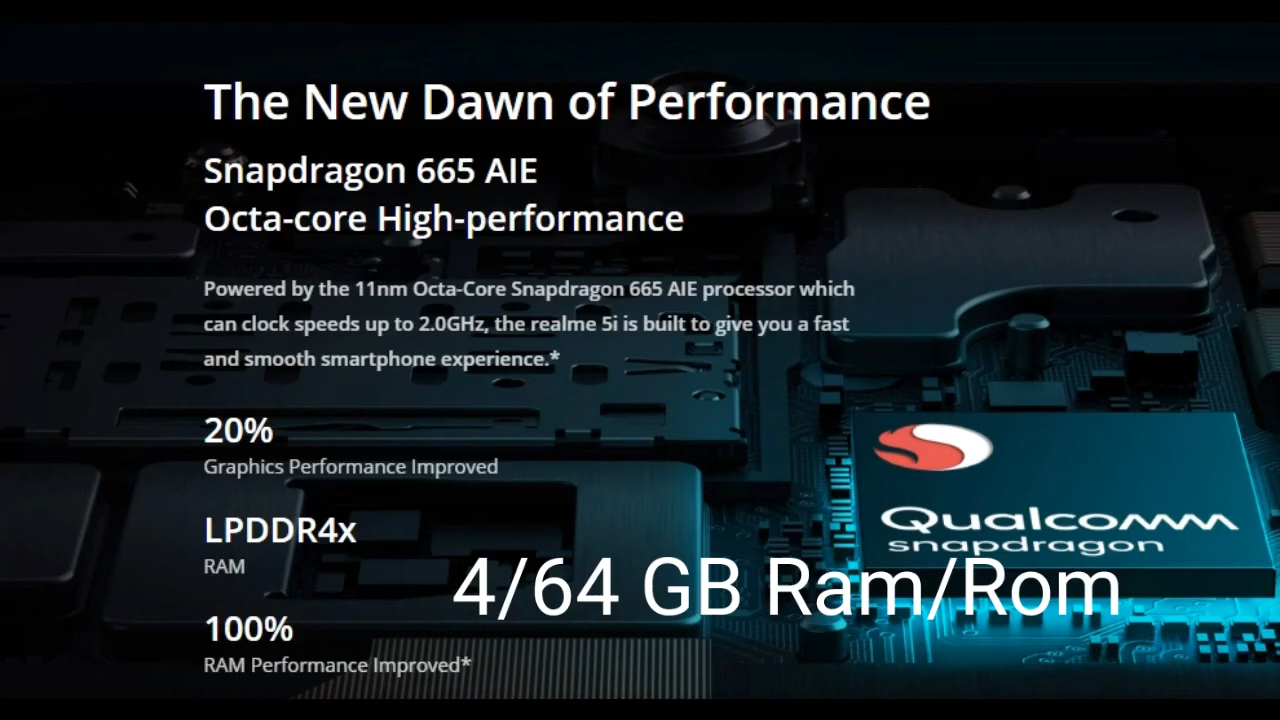 The New Dawn of Performance
Snapdragon 665 AIE
Octa-core High-performance
Powered by the 11nm Octa-Core Snapdragon 665 AIE processor which
can clock speeds up to 2.0GHz, the realme 5i is built to give you a fast
and smooth smartphone experience.*
20%
Graphics Performance Improved
LPDDR4x
RAM
100%
RAM Performance Improved*
Qualcomm
snapdragon
4/64 GB Ram/Rom